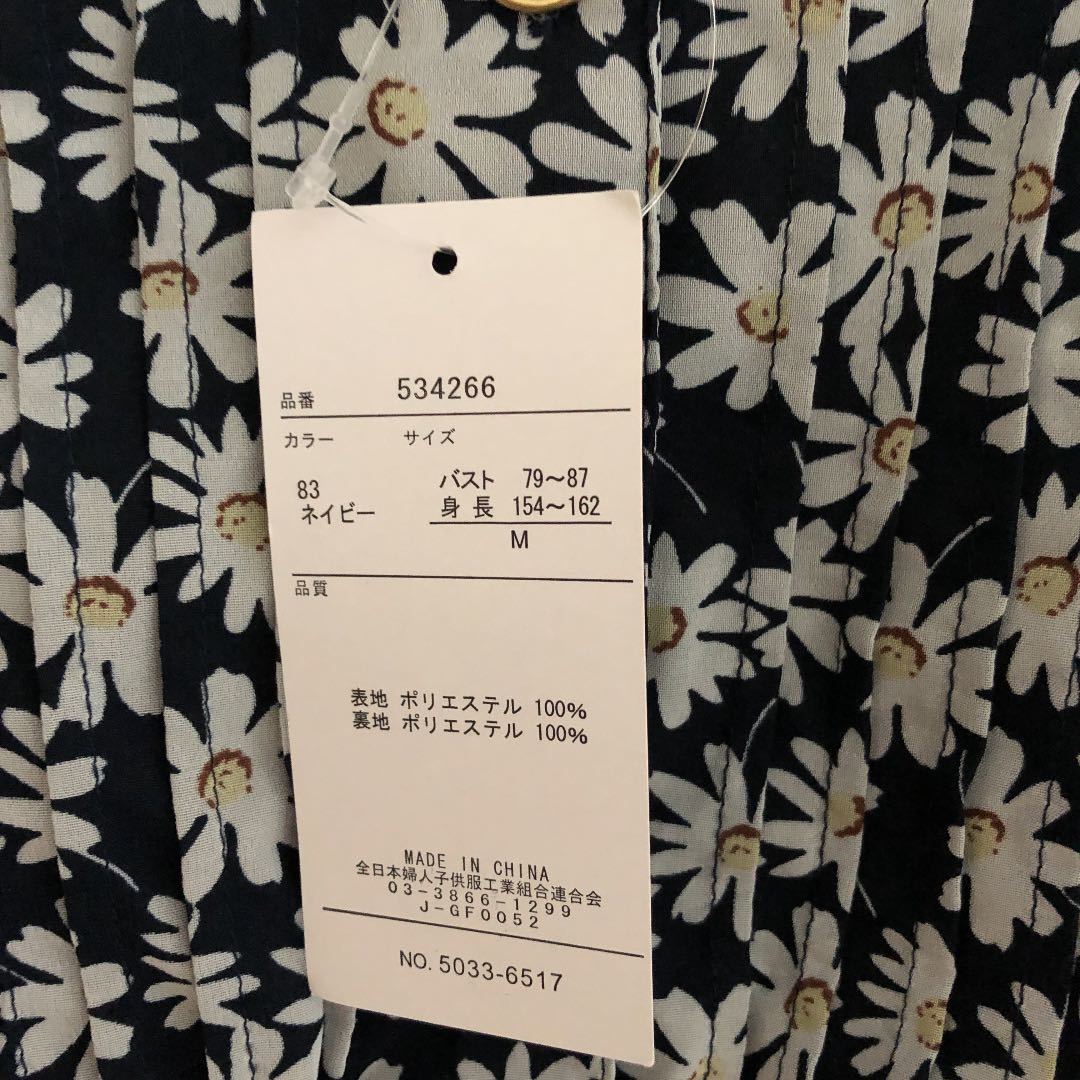 品番 534266
カラー サイズ
83 バスト 79〜87
ネイビー 身長 154〜162
M
品質
表地 ポリエステル 100%
裏地 ポリエステル 100%
MADE IN CHINA
全日本婦人子供服工業組合連合会
03-3866-1299
J-GF0052
NO. 5033-6517